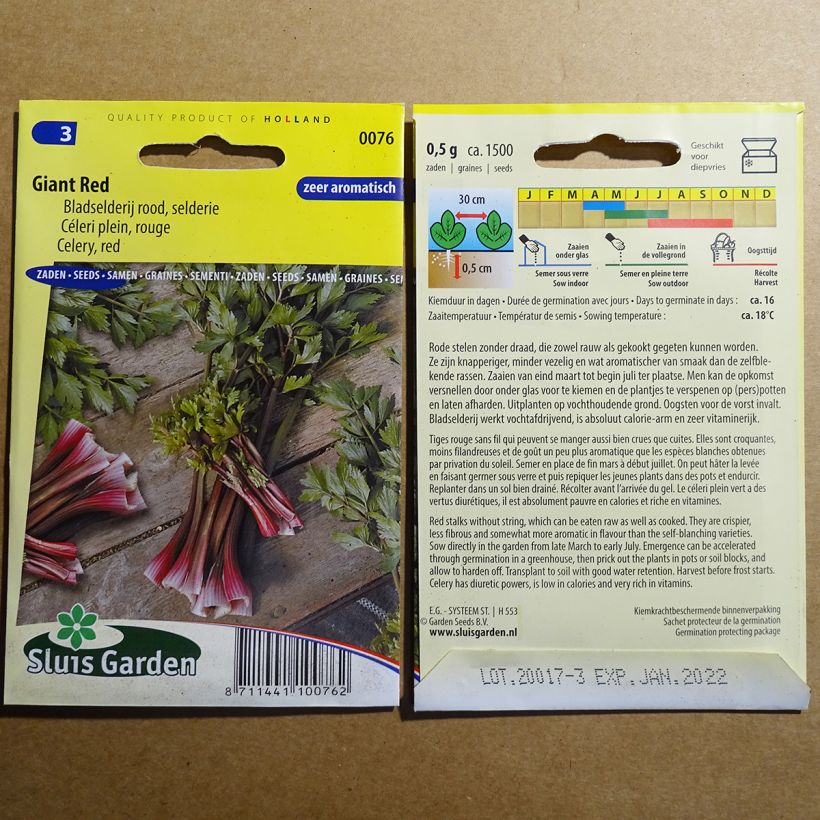 QUALITY PRODUCT OF HOLLAND
3
0076
Giant Red
zeer aromatisch
Bladselderij rood, selderie
Céleri plein, rouge
Celery, red
ZADEN · SEEDS · SAMEN · GRAINES · SEMENTI · ZADEN · SEEDS · SAMEN · GRAINES · SE
Sluis Garden
8 711441 100762
0,5 g ca. 1500
zaden | graines | seeds
Geschikt
voor
diepvries
30 cm
0,5 cm
J F M A M J J A S O N D
Zaaien
onder glas
Semer sous verre
Sow indoor
Zaaien in
de vollegrond
Semer en pleine terre
Sow outdoor
Oogsttijd
Récolte
Harvest
Kiemduur in dagen • Durée de germination avec jours • Days to germinate in days : ca. 16
Zaaitemperatuur • Températur de semis • Sowing temperature : ca. 18°C
Rode stelen zonder draad, die zowel rauw als gekookt gegeten kunnen worden.
Ze zijn knapperiger, minder vezelig en wat aromatischer van smaak dan de zelfble-
kende rassen. Zaaien van eind maart tot begin juli ter plaatse. Men kan de opkomst
versnellen door onder glas voor te kiemen en de plantjes te verspenen op (pers)potten
en laten afharden. Uitplanten op vochthoudende grond. Oogsten voor de vorst invalt.
Bladselderij werkt vochtafdrijvend, is absoluut calorie-arm en zeer vitaminerijk.
Tiges rouge sans fil qui peuvent se manger aussi bien crues que cuites. Elles sont croquantes,
moins filandreuses et de goût un peu plus aromatique que les espèces blanches obtenues
par privation du soleil. Semer en place de fin mars à début juillet. On peut hâter la levée
en faisant germer sous verre et puis repiquer les jeunes plants dans des pots et endurcir.
Replanter dans un sol bien drainé. Récolter avant l'arrivée du gel. Le céleri plein vert a des
vertus diurétiques, il est absolument pauvre en calories et riche en vitamines.
Red stalks without string, which can be eaten raw as well as cooked. They are crispier,
less fibrous and somewhat more aromatic in flavour than the self-blanching varieties.
Sow directly in the garden from late March to early July. Emergence can be accelerated
through germination in a greenhouse, then prick out the plants in pots or soil blocks, and
allow to harden off. Transplant to soil with good water retention. Harvest before frost starts.
Celery has diuretic powers, is low in calories and very rich in vitamins.
E.G. - SYSTEEM ST. | H 553
© Garden Seeds B.V.
www.sluisgarden.nl
Kiemkrachtbeschermende binnenverpakking
Sachet protecteur de la germination
Germination protecting package
LOT.20017-3 EXP.JAN.2022